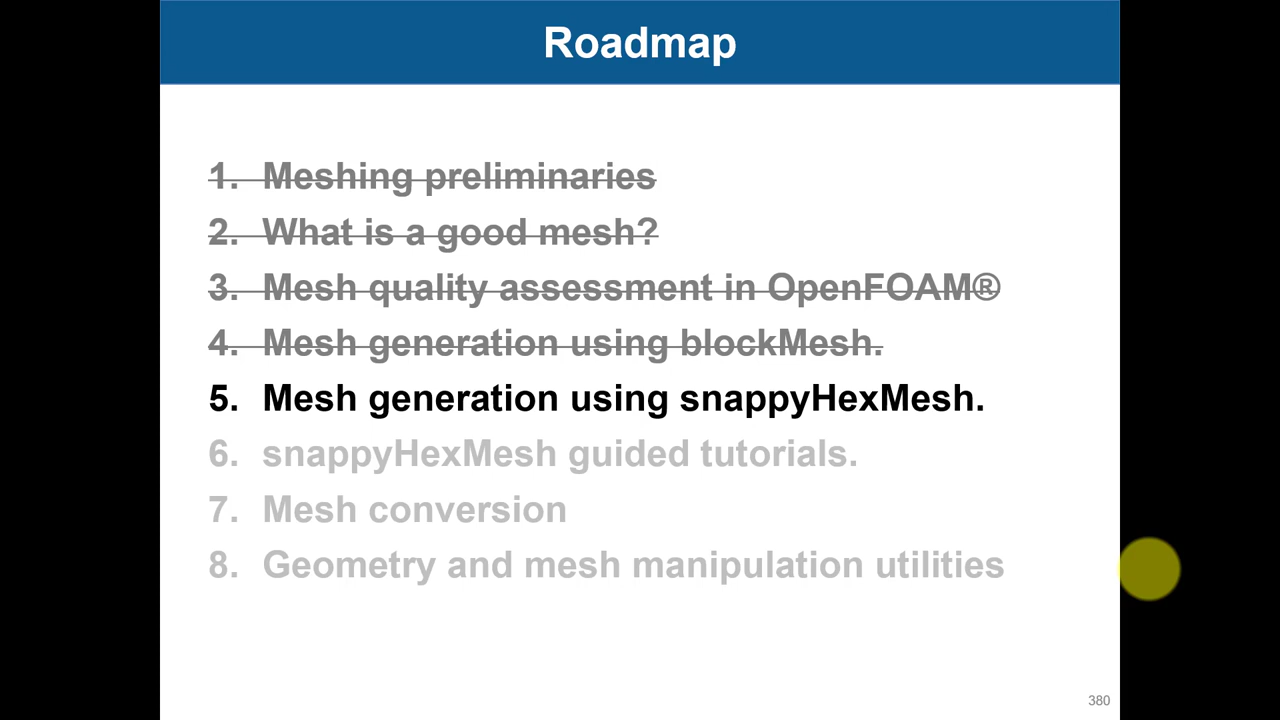 Roadmap
1. Meshing preliminaries
2. What is a good mesh?
3. Mesh quality assessment in OpenFOAM®
4. Mesh generation using blockMesh.
5. Mesh generation using snappyHexMesh.
6. snappyHexMesh guided tutorials.
7. Mesh conversion
8. Geometry and mesh manipulation utilities
380